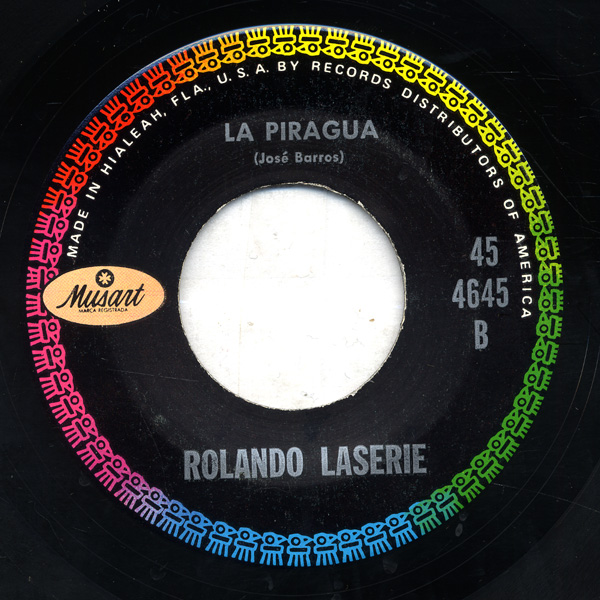 MADE IN HIALEAH, FLA., U.S.A. BY RECORDS DISTRIBUTORS OF AMERICA
LA PIRAGUA
(José Barros)
45
4645
B
Musart
MARCA REGISTRADA
ROLANDO LASERIE